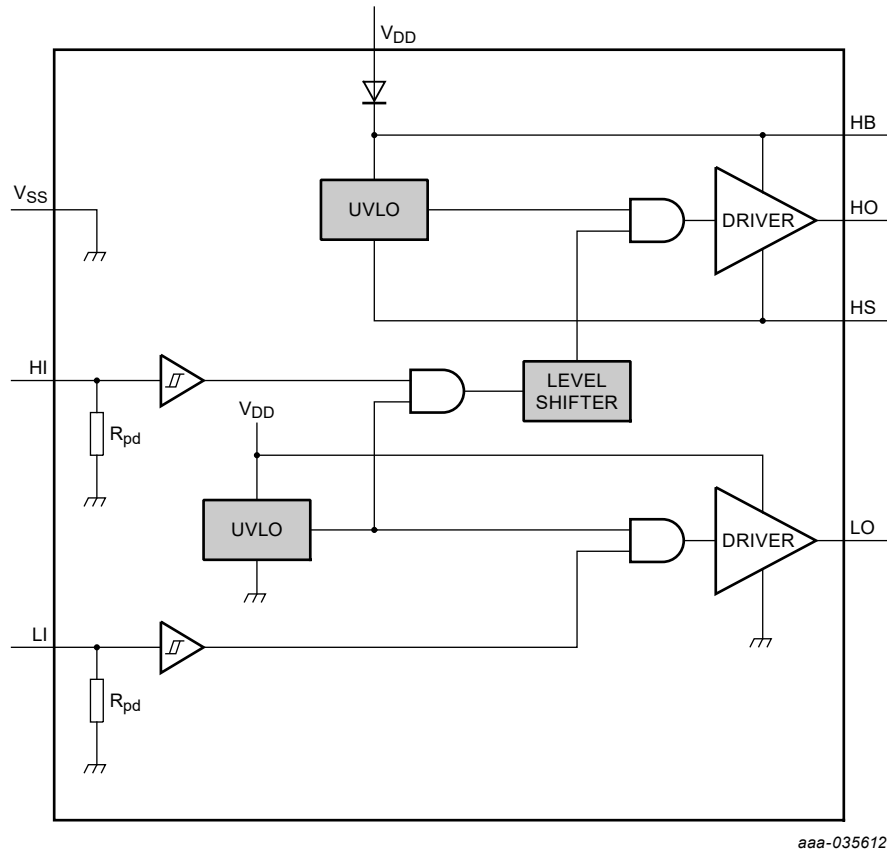 VDD
HB
VSS
UVLO
DRIVER
HO
HS
HI
LEVEL
SHIFTER
Rpd
VDD
UVLO
DRIVER
LO
LI
Rpd
aaa-035612